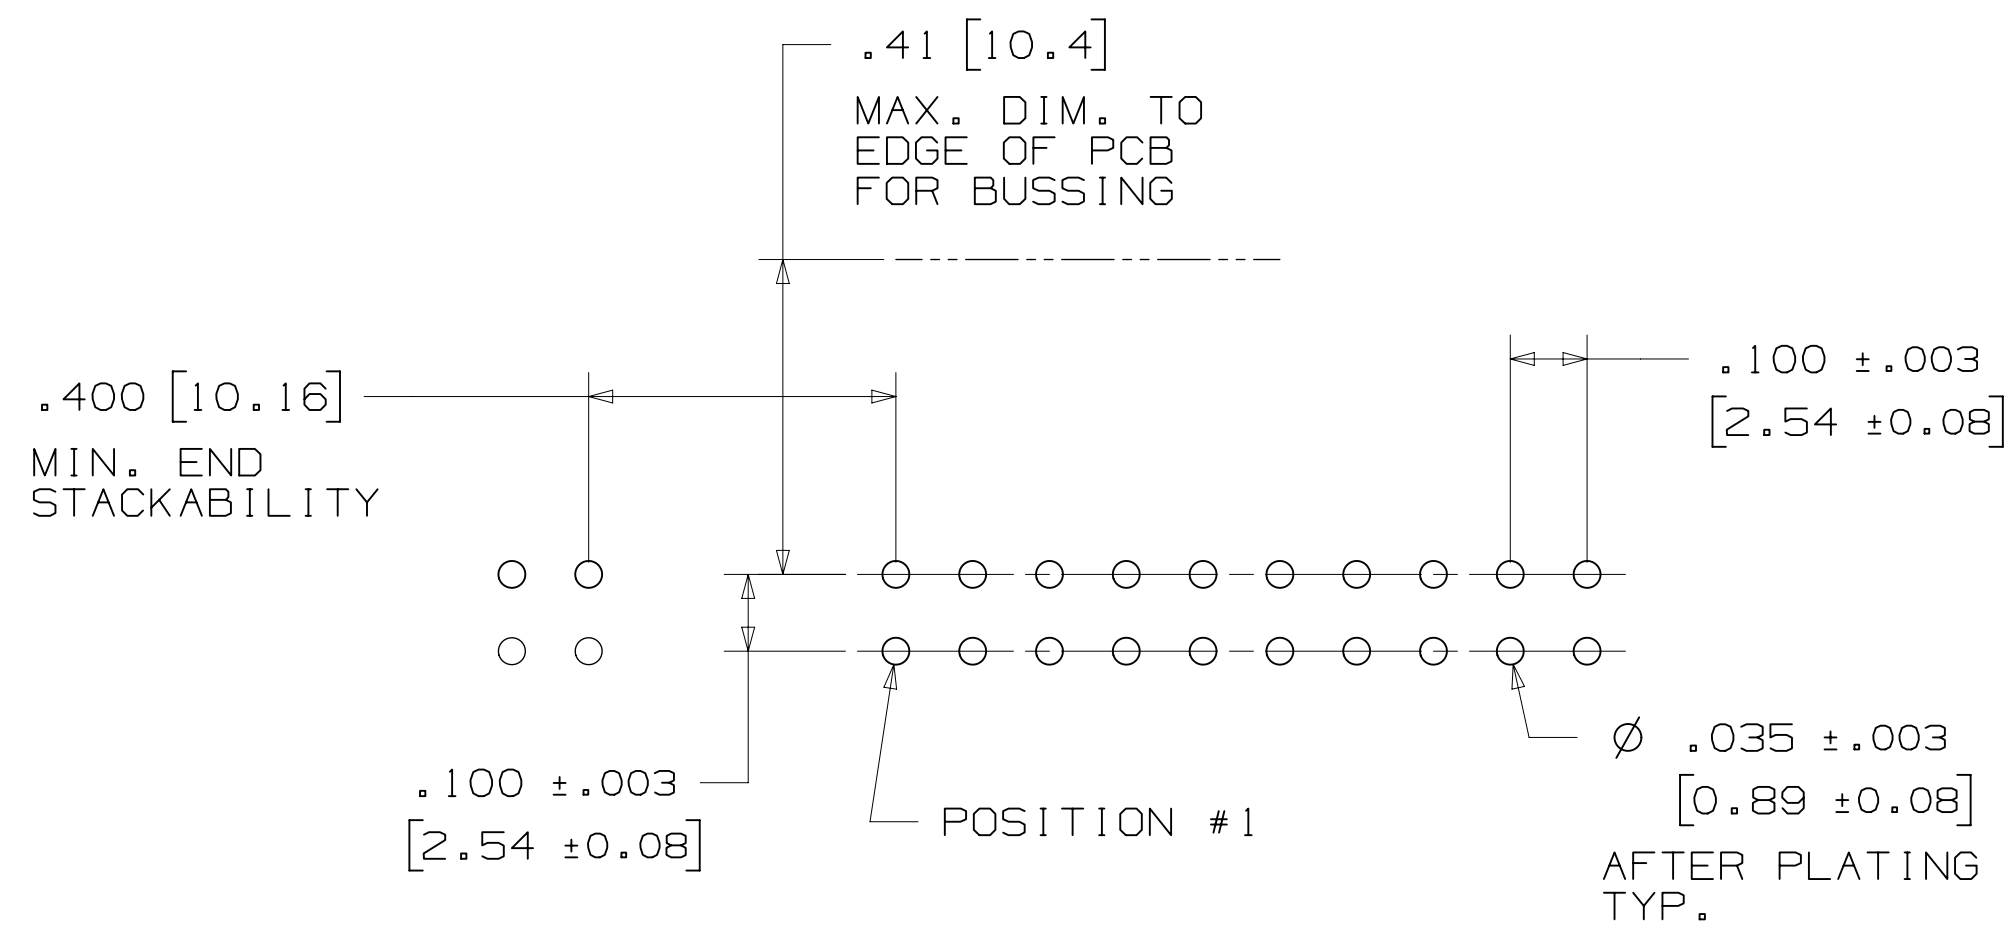 .41 [10.4]
MAX. DIM. TO
EDGE OF PCB
FOR BUSSING
.400 [10.16]
MIN. END
STACKABILITY
.100 ±.003
[2.54 ±0.08]
.100 ±.003
[2.54 ±0.08]
POSITION #1
Ø .035 ±.003
[0.89 ±0.08]
AFTER PLATING
TYP.